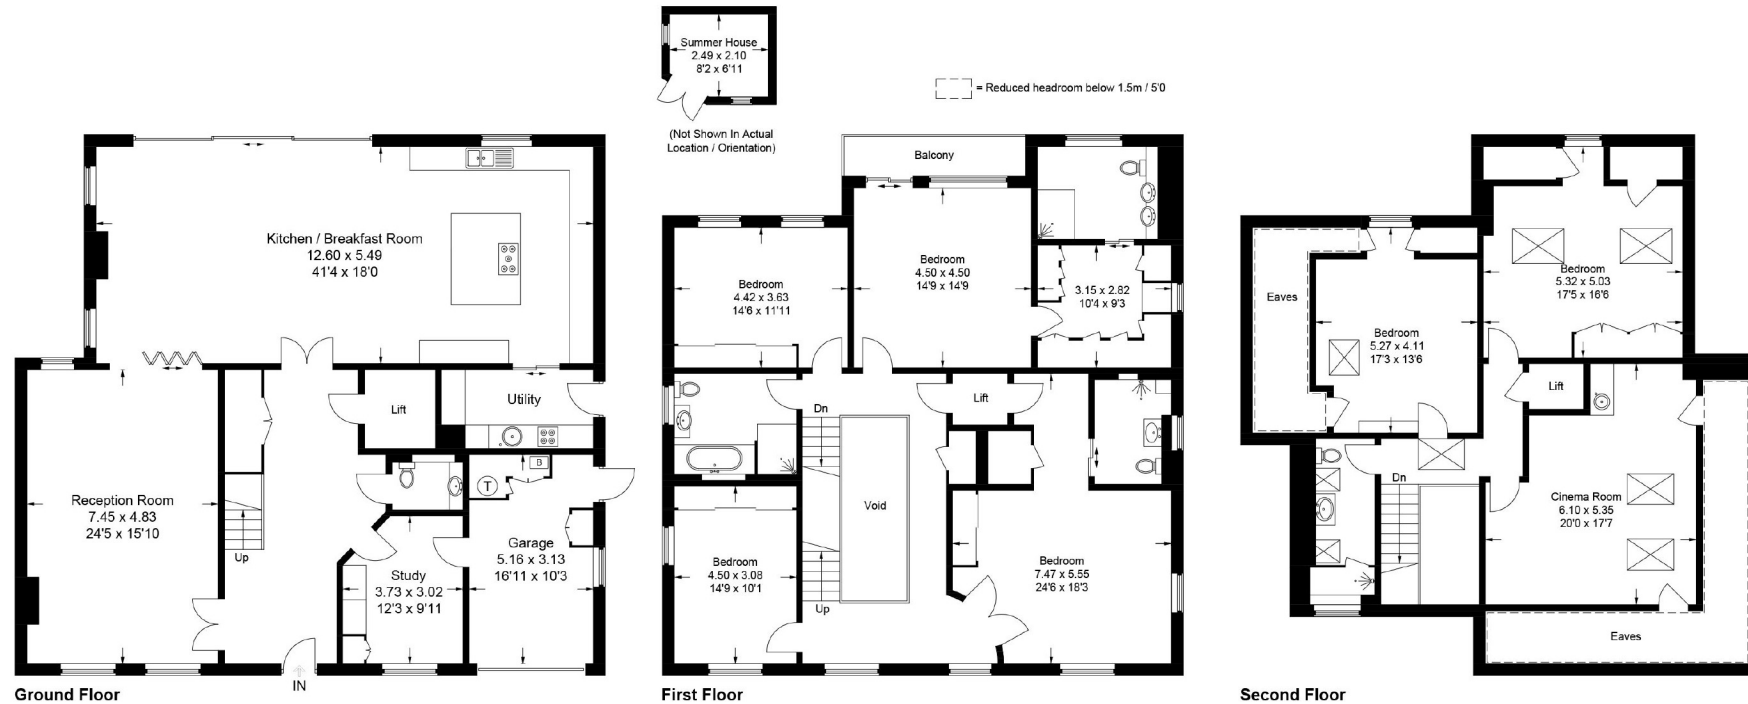 Summer House
2.49 x 2.10
8'2 x 6'11
(Not Shown In Actual
Location / Orientation)
= Reduced headroom below 1.5m / 5'0
Kitchen / Breakfast Room
12.60 x 5.49
41'4 x 18'0
Lift
Utility
Reception Room
7.45 x 4.83
24'5 x 15'10
Up
T
B
Garage
5.16 x 3.13
16'11 x 10'3
Study
3.73 x 3.02
12'3 x 9'11
IN
Ground Floor
Balcony
Bedroom
4.42 x 3.63
14'6 x 11'11
Bedroom
4.50 x 4.50
14'9 x 14'9
3.15 x 2.82
10'4 x 9'3
Dn
Lift
Void
Up
Bedroom
4.50 x 3.08
14'9 x 10'1
Bedroom
7.47 x 5.55
24'6 x 18'3
First Floor
Eaves
Bedroom
5.27 x 4.11
17'3 x 13'6
Bedroom
5.32 x 5.03
17'5 x 16'6
Lift
Dn
Cinema Room
6.10 x 5.35
20'0 x 17'7
Eaves
Second Floor